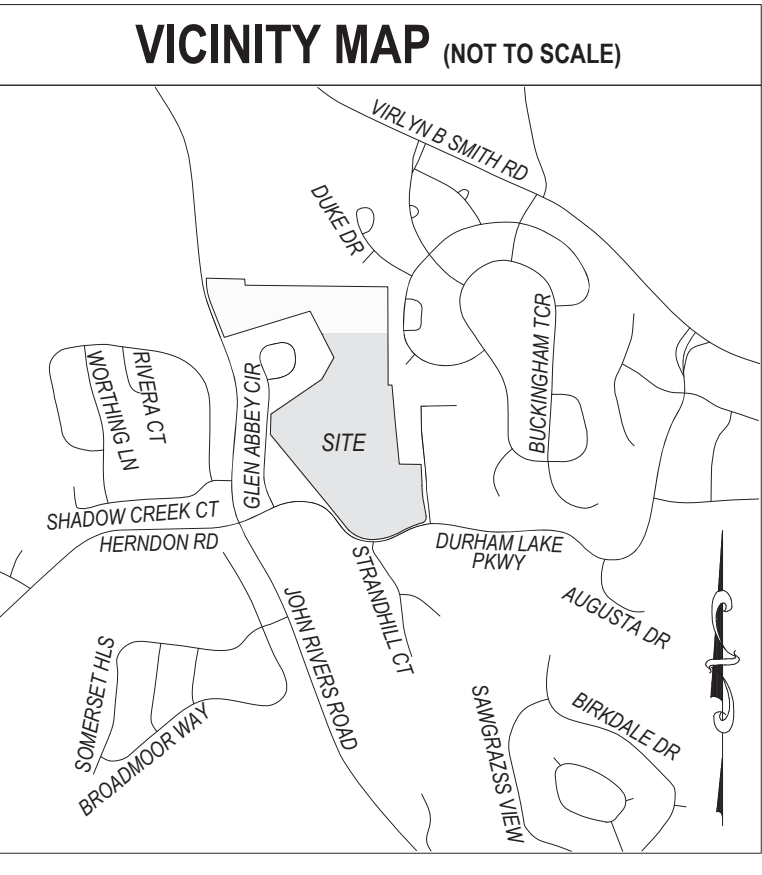 VICINITY MAP (NOT TO SCALE)
VIRLYN B SMITH RD
DUKE DR
BUCKINGHAM TCR
RIVERA CT
WORTHING LN
GLEN ABBEY CIR
SITE
SHADOW CREEK CT
HERNDON RD
DURHAM LAKE
PKWY
STRANDHILL CT
AUGUSTA DR
JOHN RIVERS ROAD
SOMERSET HLS
BROADMOOR WAY
SAWGRAZSS VIEW
BIRKDALE DR